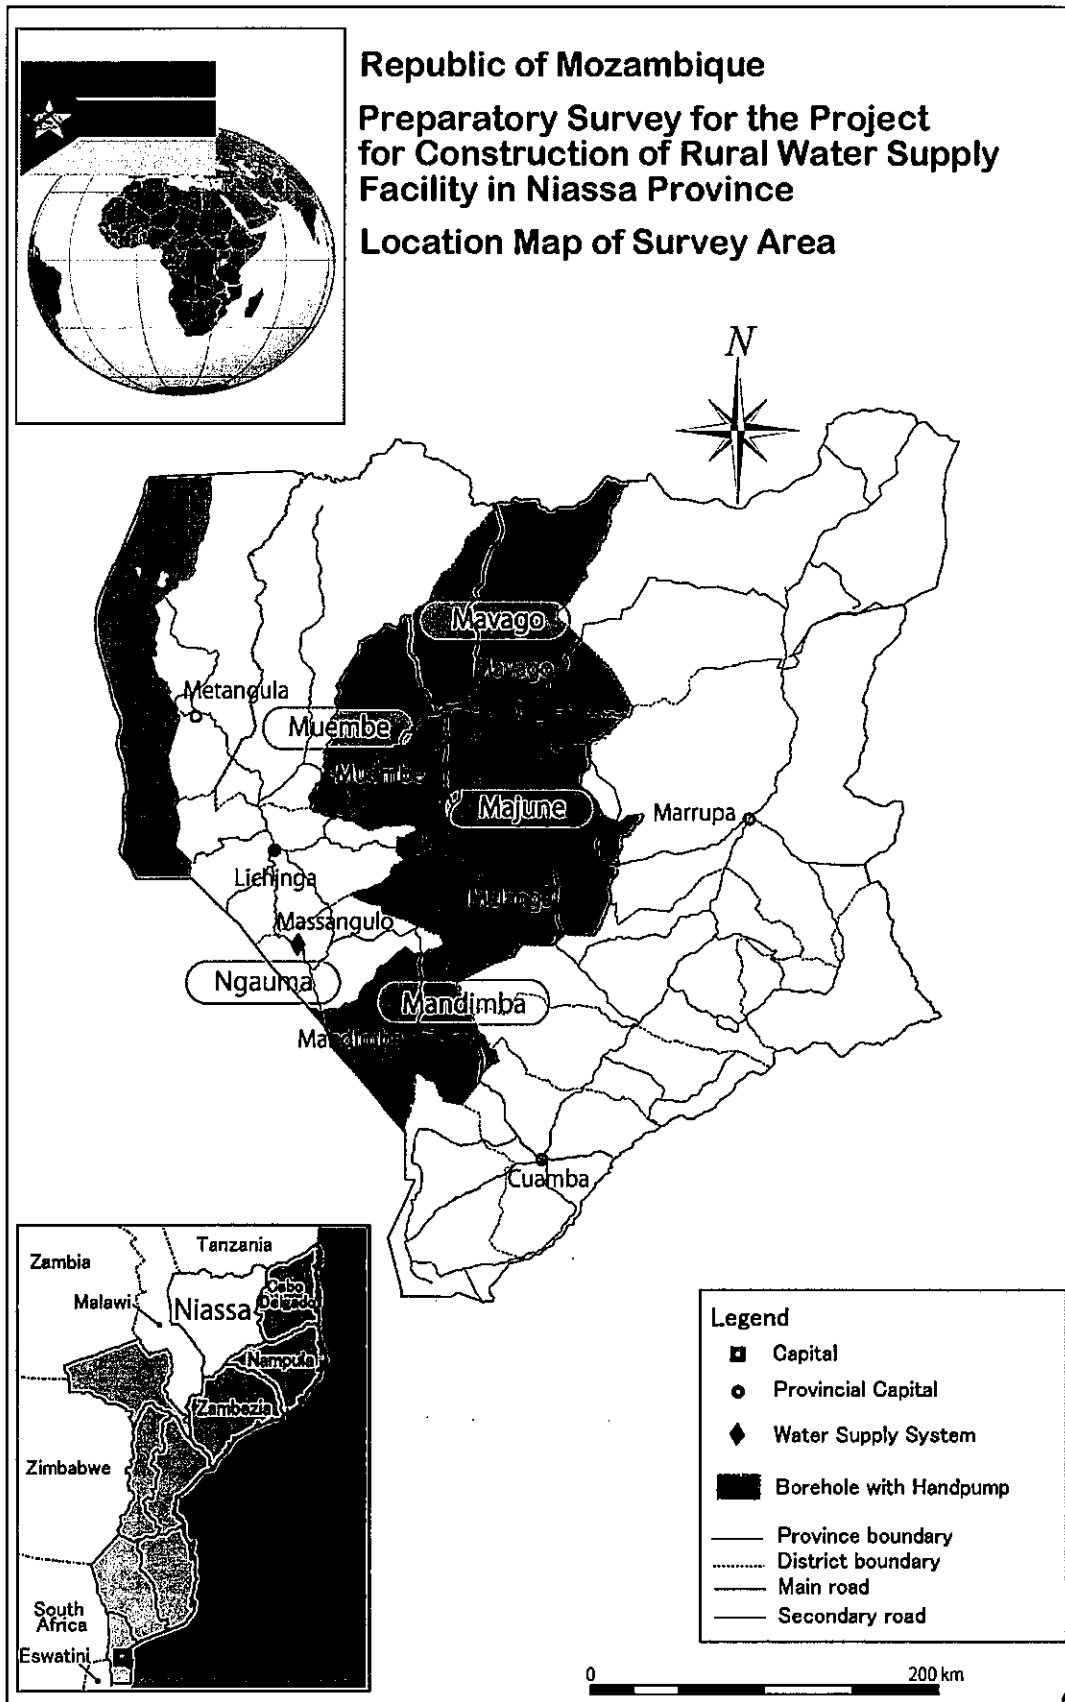 Republic of Mozambique
Preparatory Survey for the Project
for Construction of Rural Water Supply
Facility in Niassa Province
Location Map of Survey Area
N
Mavago
Mavago
Metangula
Muembe
Muembe
Majune
Marrupa
Lichinga
Massangulo
Ngauma
Mandimba
Mandimba
Cuamba
Tanzania
Zambia
Cabo
Delgado
Malawi
Niassa
Nampula
Zambezia
Zimbabwe
South
Africa
Eswatini
Legend
Capital
Provincial Capital
Water Supply System
Borehole with Handpump
Province boundary
District boundary
Main road
Secondary road
0
200 km